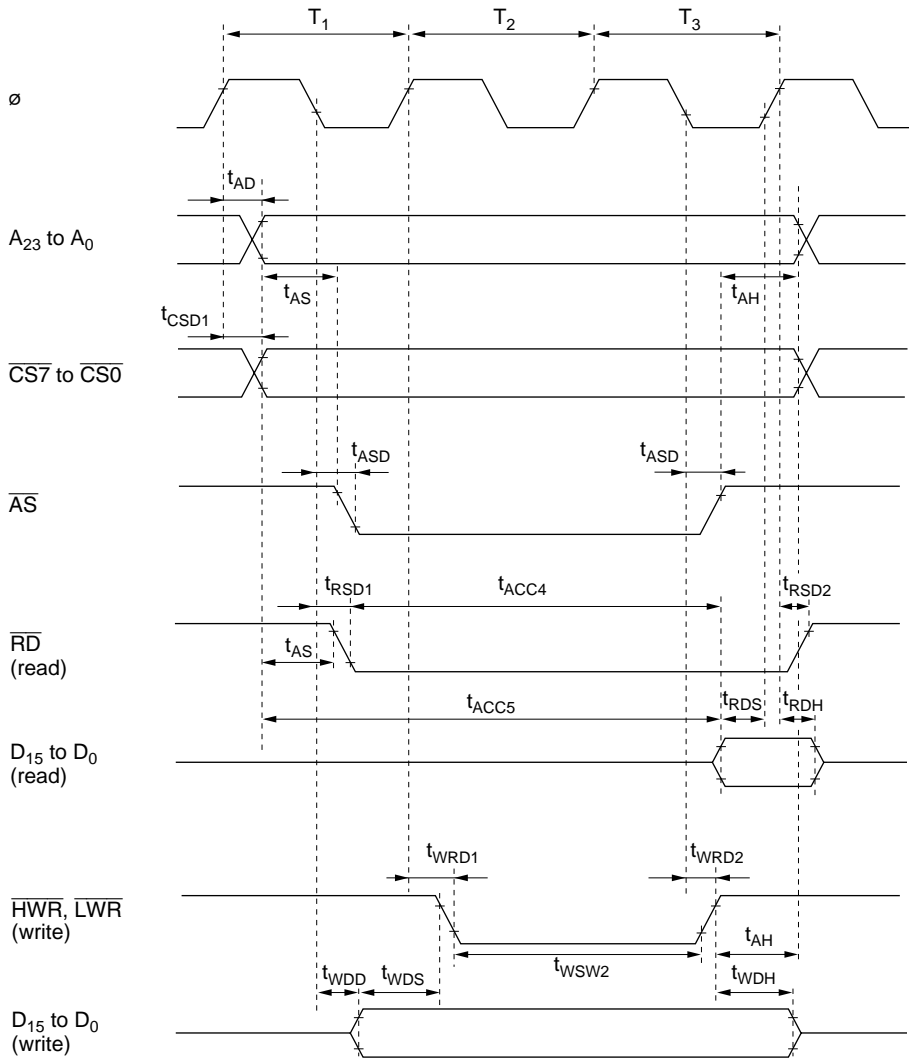 T1 T2 T3
ø
tAD
A23 to A0
tAS tAH
tCSD1
CS7 to CS0
tASD tASD
AS
tRSD1 tACC4 tRSD2
RD
(read)
tAS
tACC5 tRDS tRDH
D15 to D0
(read)
tWRD1 tWRD2
HWR, LWR
(write)
tAH
tWSW2
tWDD tWDS tWDH
D15 to D0
(write)